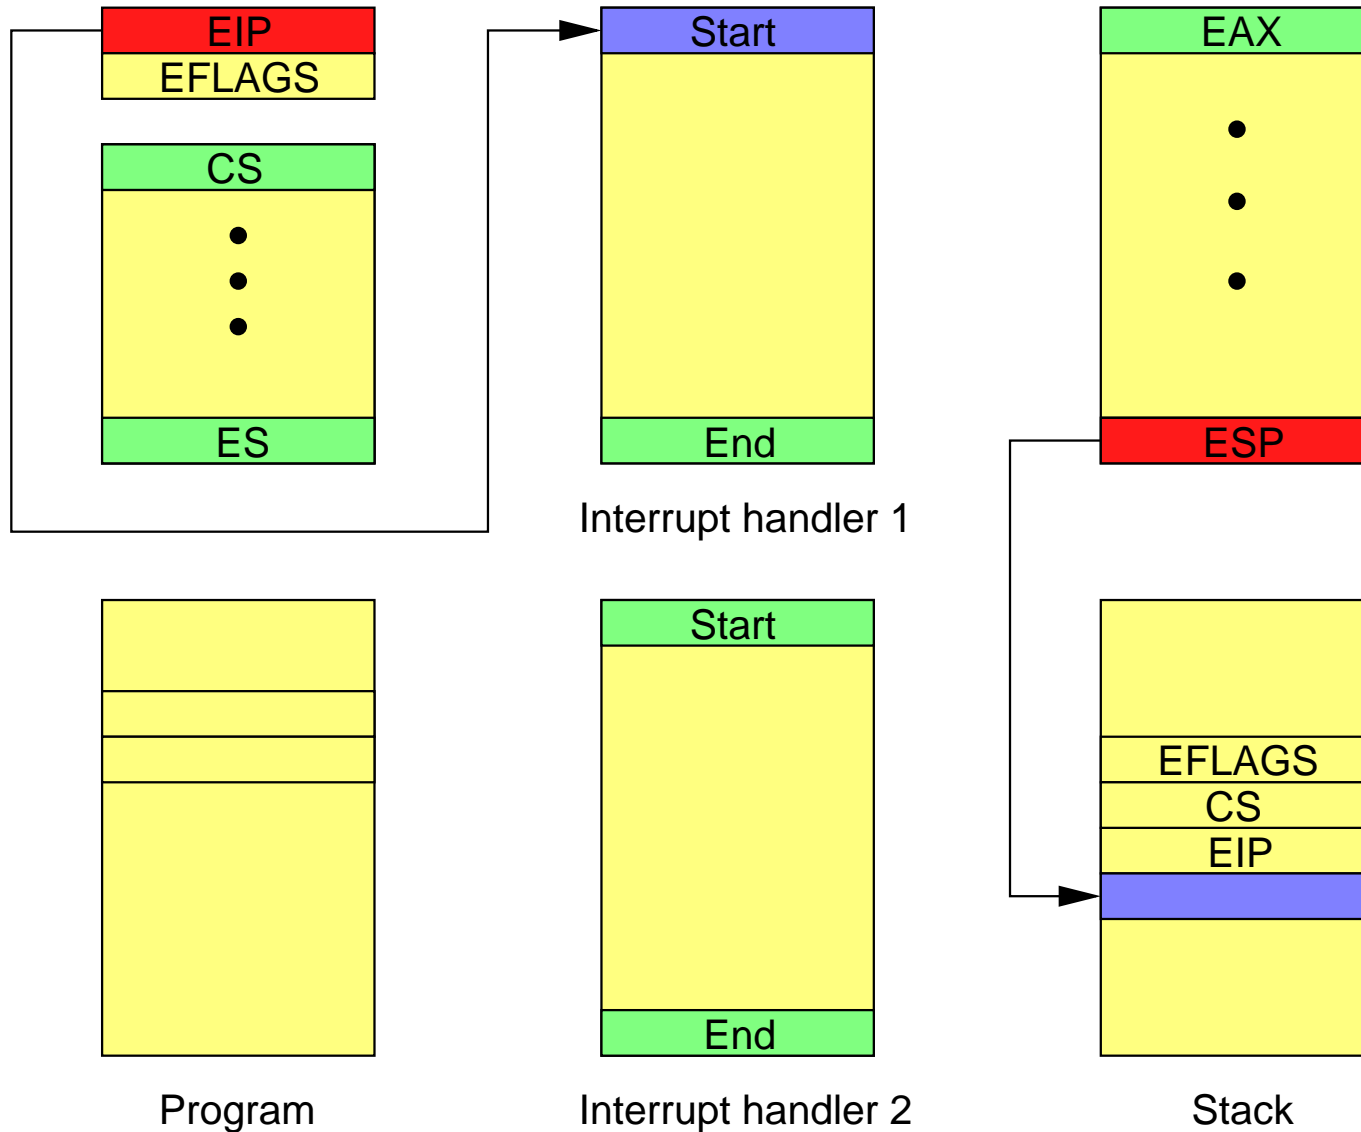 EIP
EFLAGS
CS
ES
Start
End
Interrupt handler 1
EAX
ESP
Program
Start
End
Interrupt handler 2
EFLAGS
CS
EIP
Stack